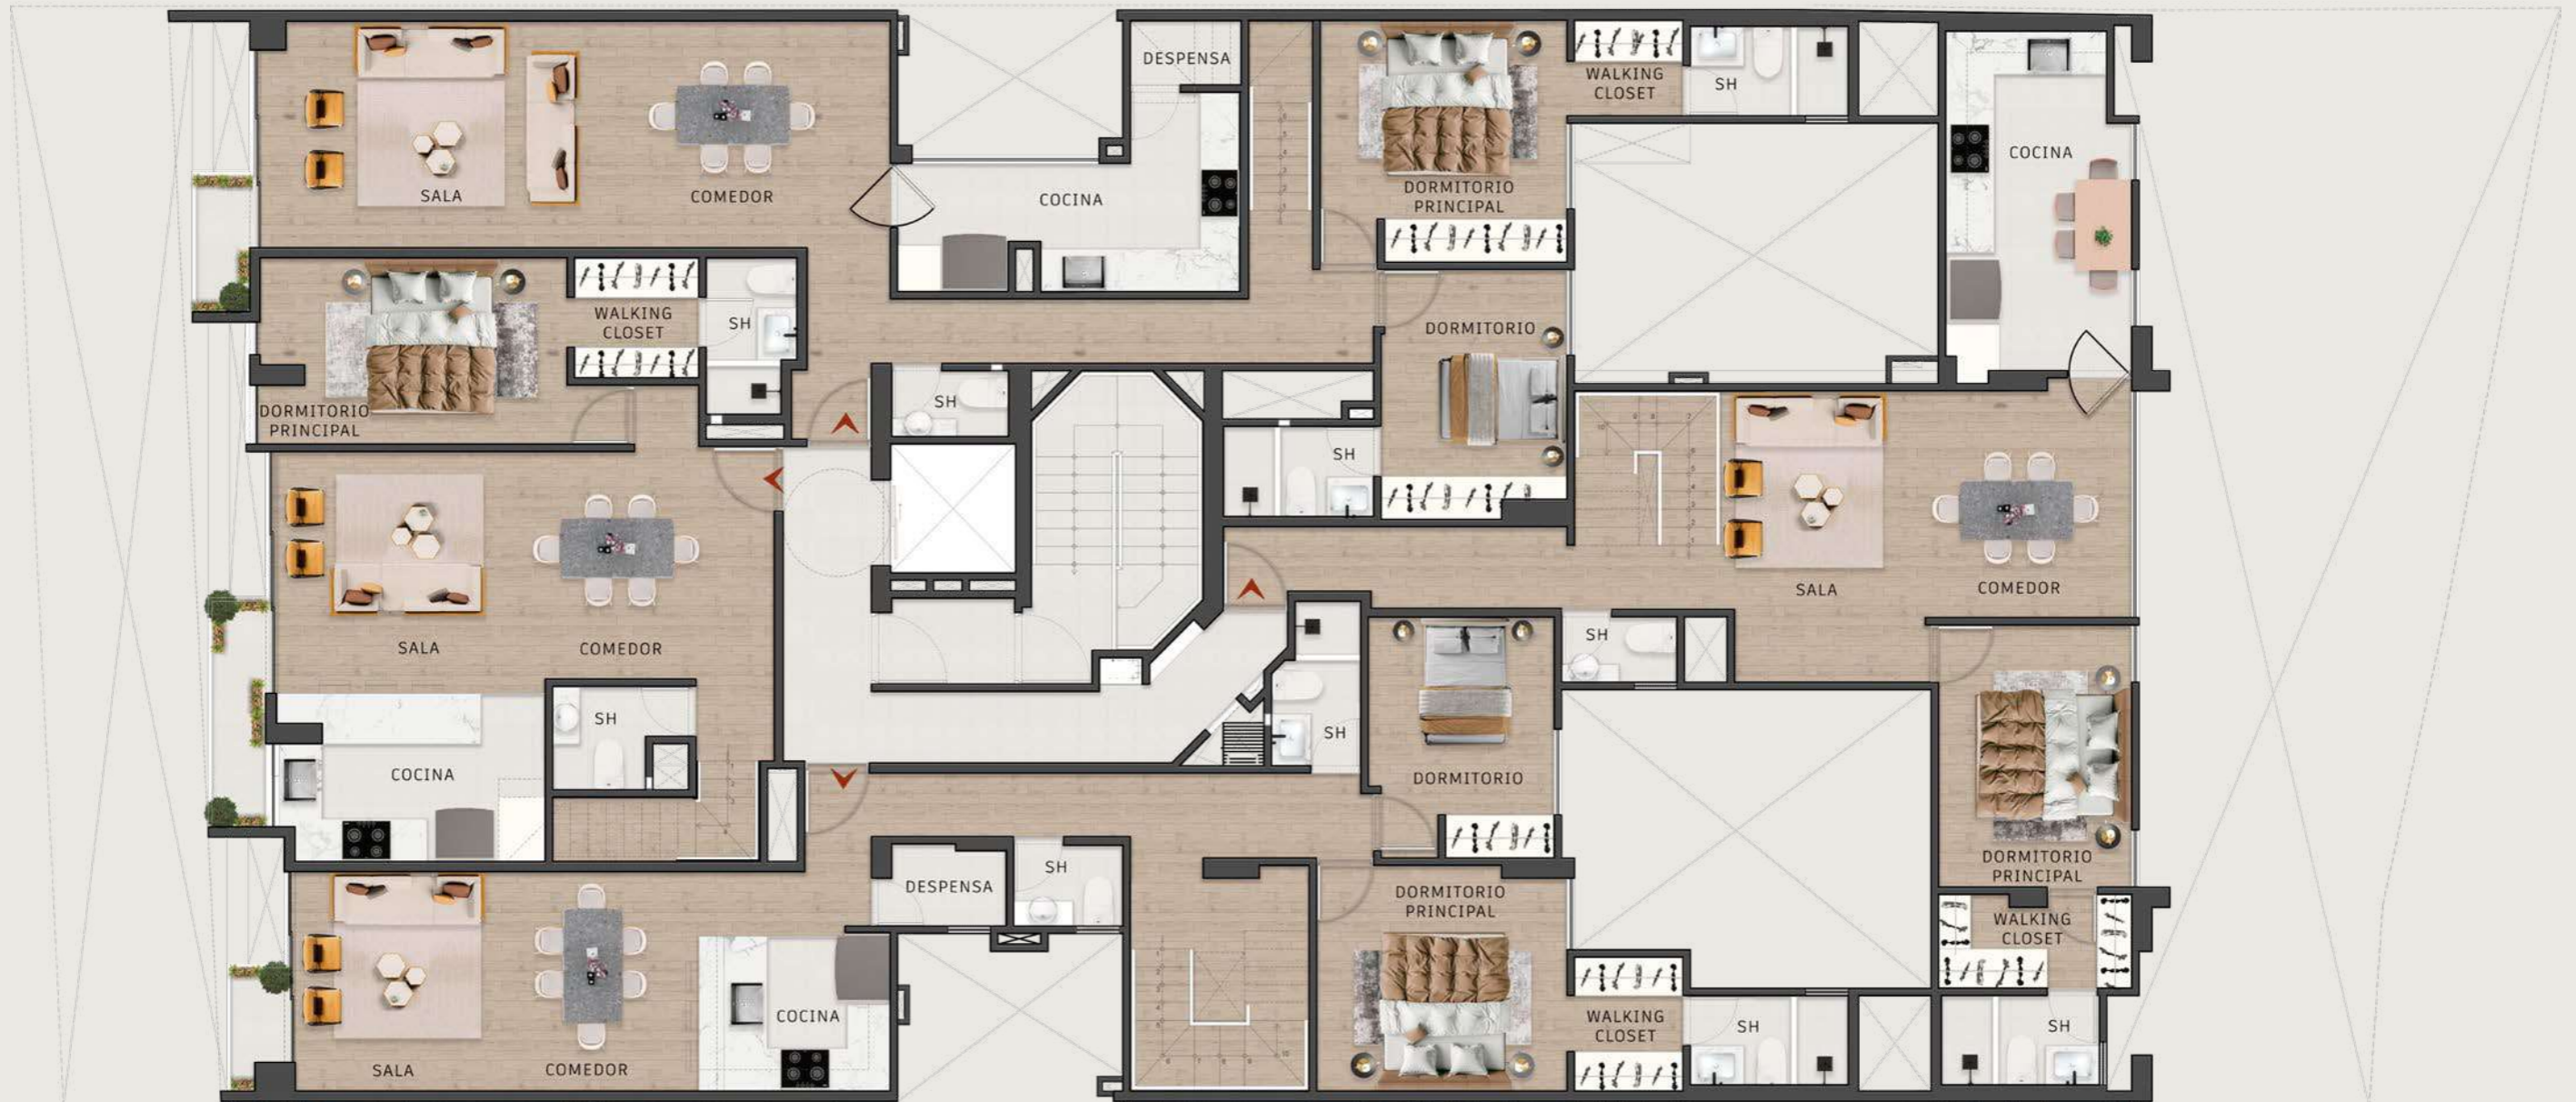 DESPENSA
WALKING
CLOSET
SH
COCINA
SALA
COMEDOR
COCINA
DORMITORIO
PRINCIPAL
WALKING
CLOSET
SH
DORMITORIO
DORMITORIO
PRINCIPAL
SH
SH
SALA
COMEDOR
SALA
COMEDOR
SH
SH
SH
COCINA
SH
DORMITORIO
DORMITORIO
PRINCIPAL
DESPENSA
SH
DORMITORIO
PRINCIPAL
WALKING
CLOSET
COCINA
WALKING
CLOSET
SH
SH
SALA
COMEDOR